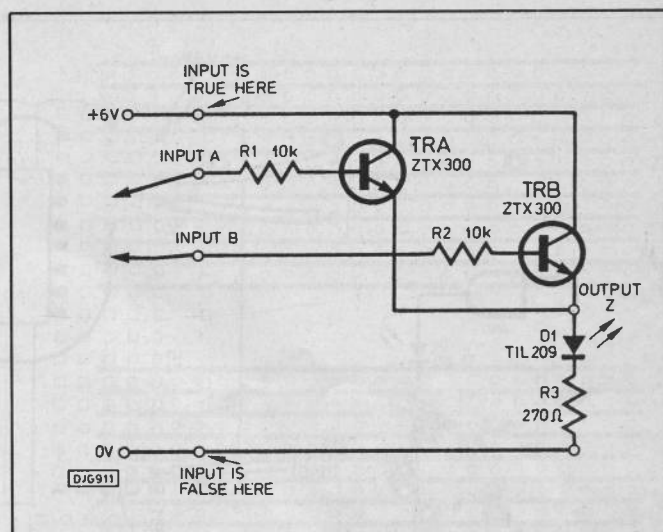 INPUT IS
TRUE HERE
+6V
INPUT A
R1 10k
TRA
ZTX300
TRB
ZTX300
INPUT B
R2 10k
OUTPUT
Z
D1
TIL209
R3
270Ω
0V
DJG911
INPUT IS
FALSE HERE